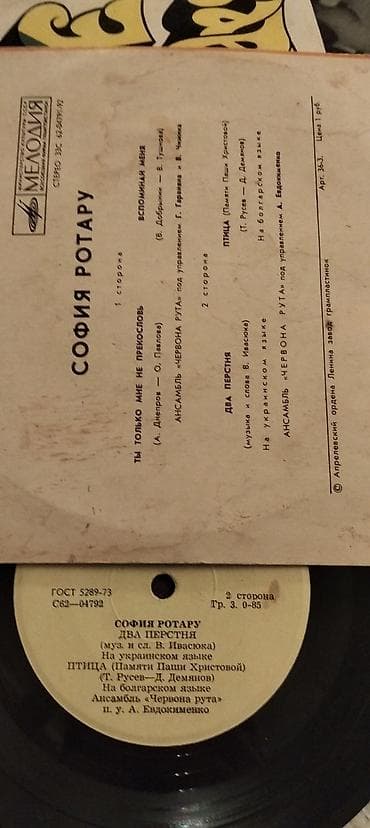 МЕЛОДИЯ
СТЕРЕО 33С 62-04791-92
СОФИЯ РОТАРУ
1 сторона
ТЫ ТОЛЬКО МНЕ НЕ ПРЕКОСЛОВЬ
(А. Днепров — О. Павлова)
ВСПОМИНАЙ МЕНЯ
(В. Добрынин — В. Тушнова)
АНСАМБЛЬ «ЧЕРВОНА РУТА» под управлением Г. и В.
2 сторона
ДВА ПЕРСТНЯ
(музыка и слова В. Ивасюка)
На украинском языке
ПТИЦА (Памяти Паши Христовой)
(Т. Русев — Д. Демянов)
На болгарском языке
АНСАМБЛЬ «ЧЕРВОНА РУТА» под управлением А. Евдокименко
© Апрелевский ордена Ленина завод грампластинок
Арт. 36-3. Цена 1 руб.
ГОСТ 5289-73
С62—04792
2 сторона
Гр. 3. 0-85
СОФИЯ РОТАРУ
ДВА ПЕРСТНЯ
(муз. и сл. В. Ивасюка)
На украинском языке
ПТИЦА (Памяти Паши Христовой)
(Т. Русев—Д. Демянов)
На болгарском языке
Ансамбль «Червона рута»
п. у. А. Евдокименко